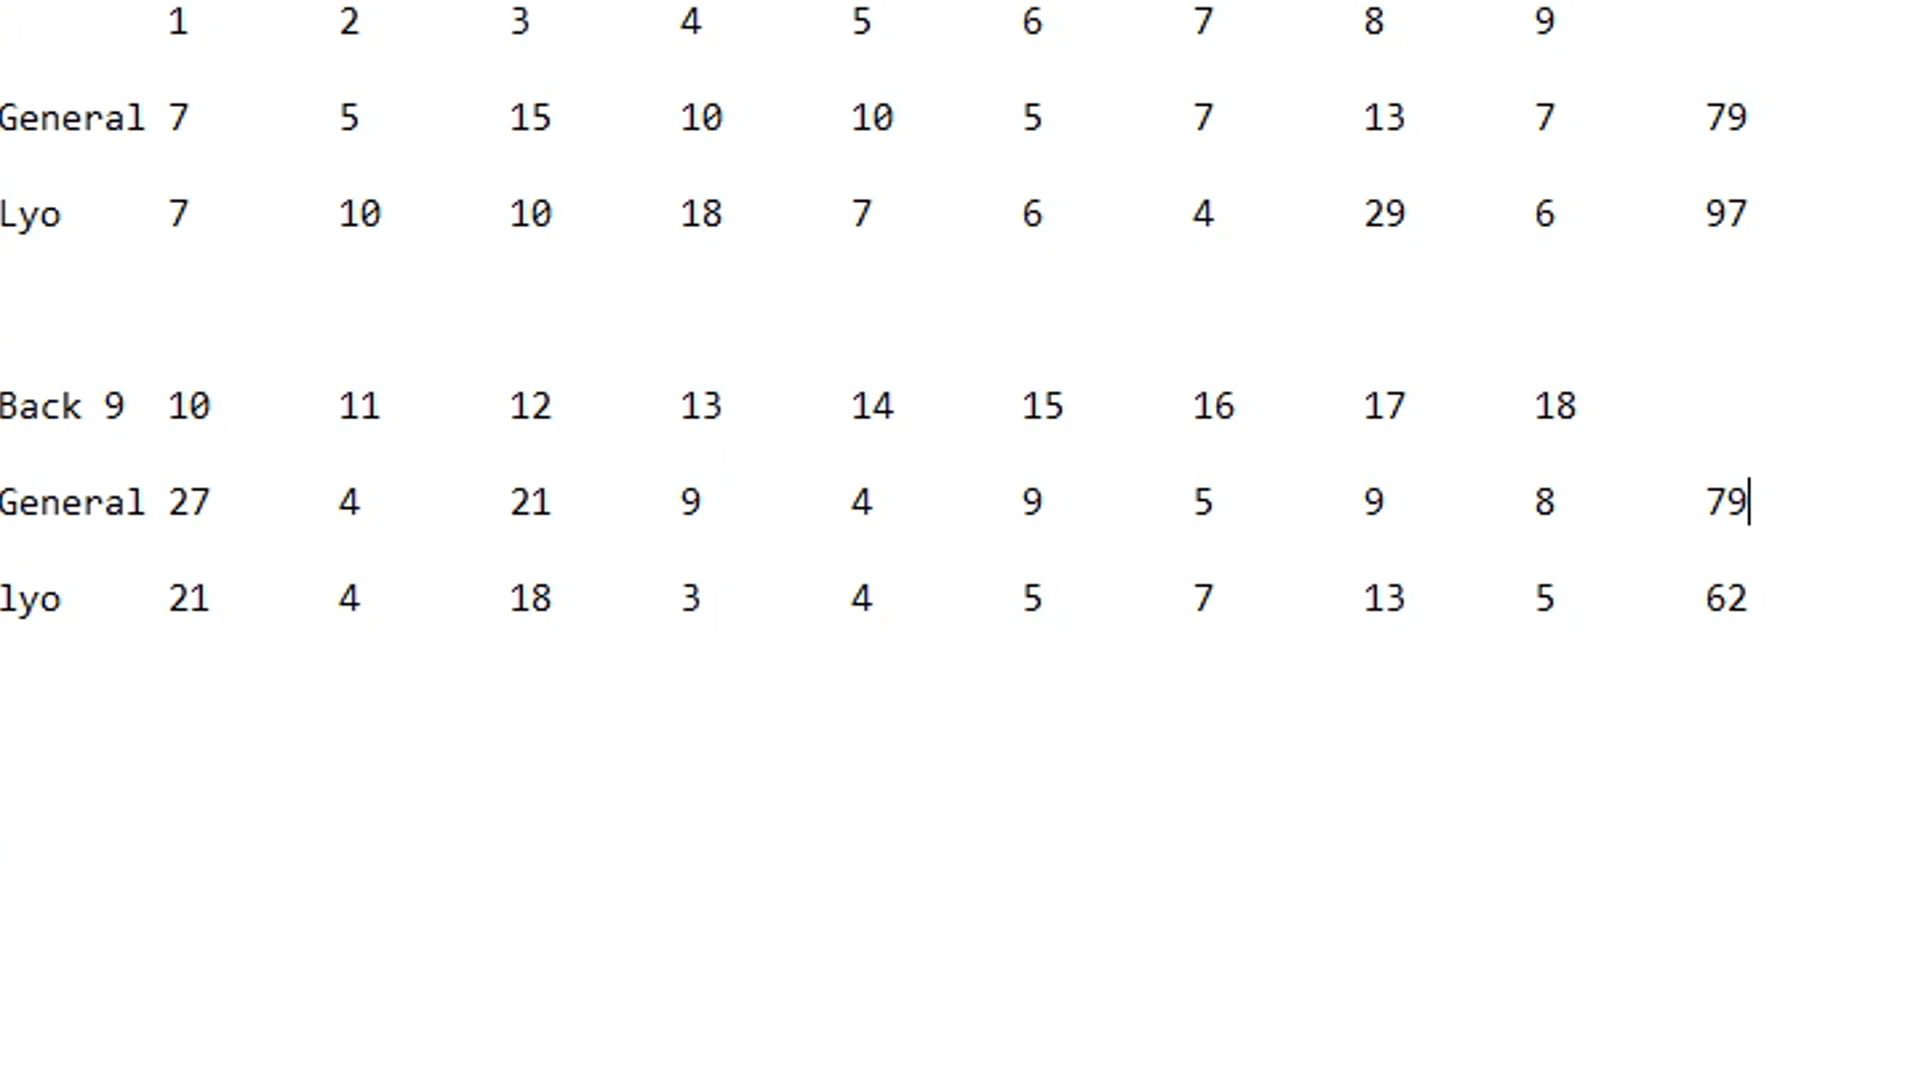 1 2 3 4 5 6 7 8 9
General 7 5 15 10 10 5 7 13 7 79
Lyo 7 10 10 18 7 6 4 29 6 97
Back 9 10 11 12 13 14 15 16 17 18
General 27 4 21 9 4 9 5 9 8 79
lyo 21 4 18 3 4 5 7 13 5 62